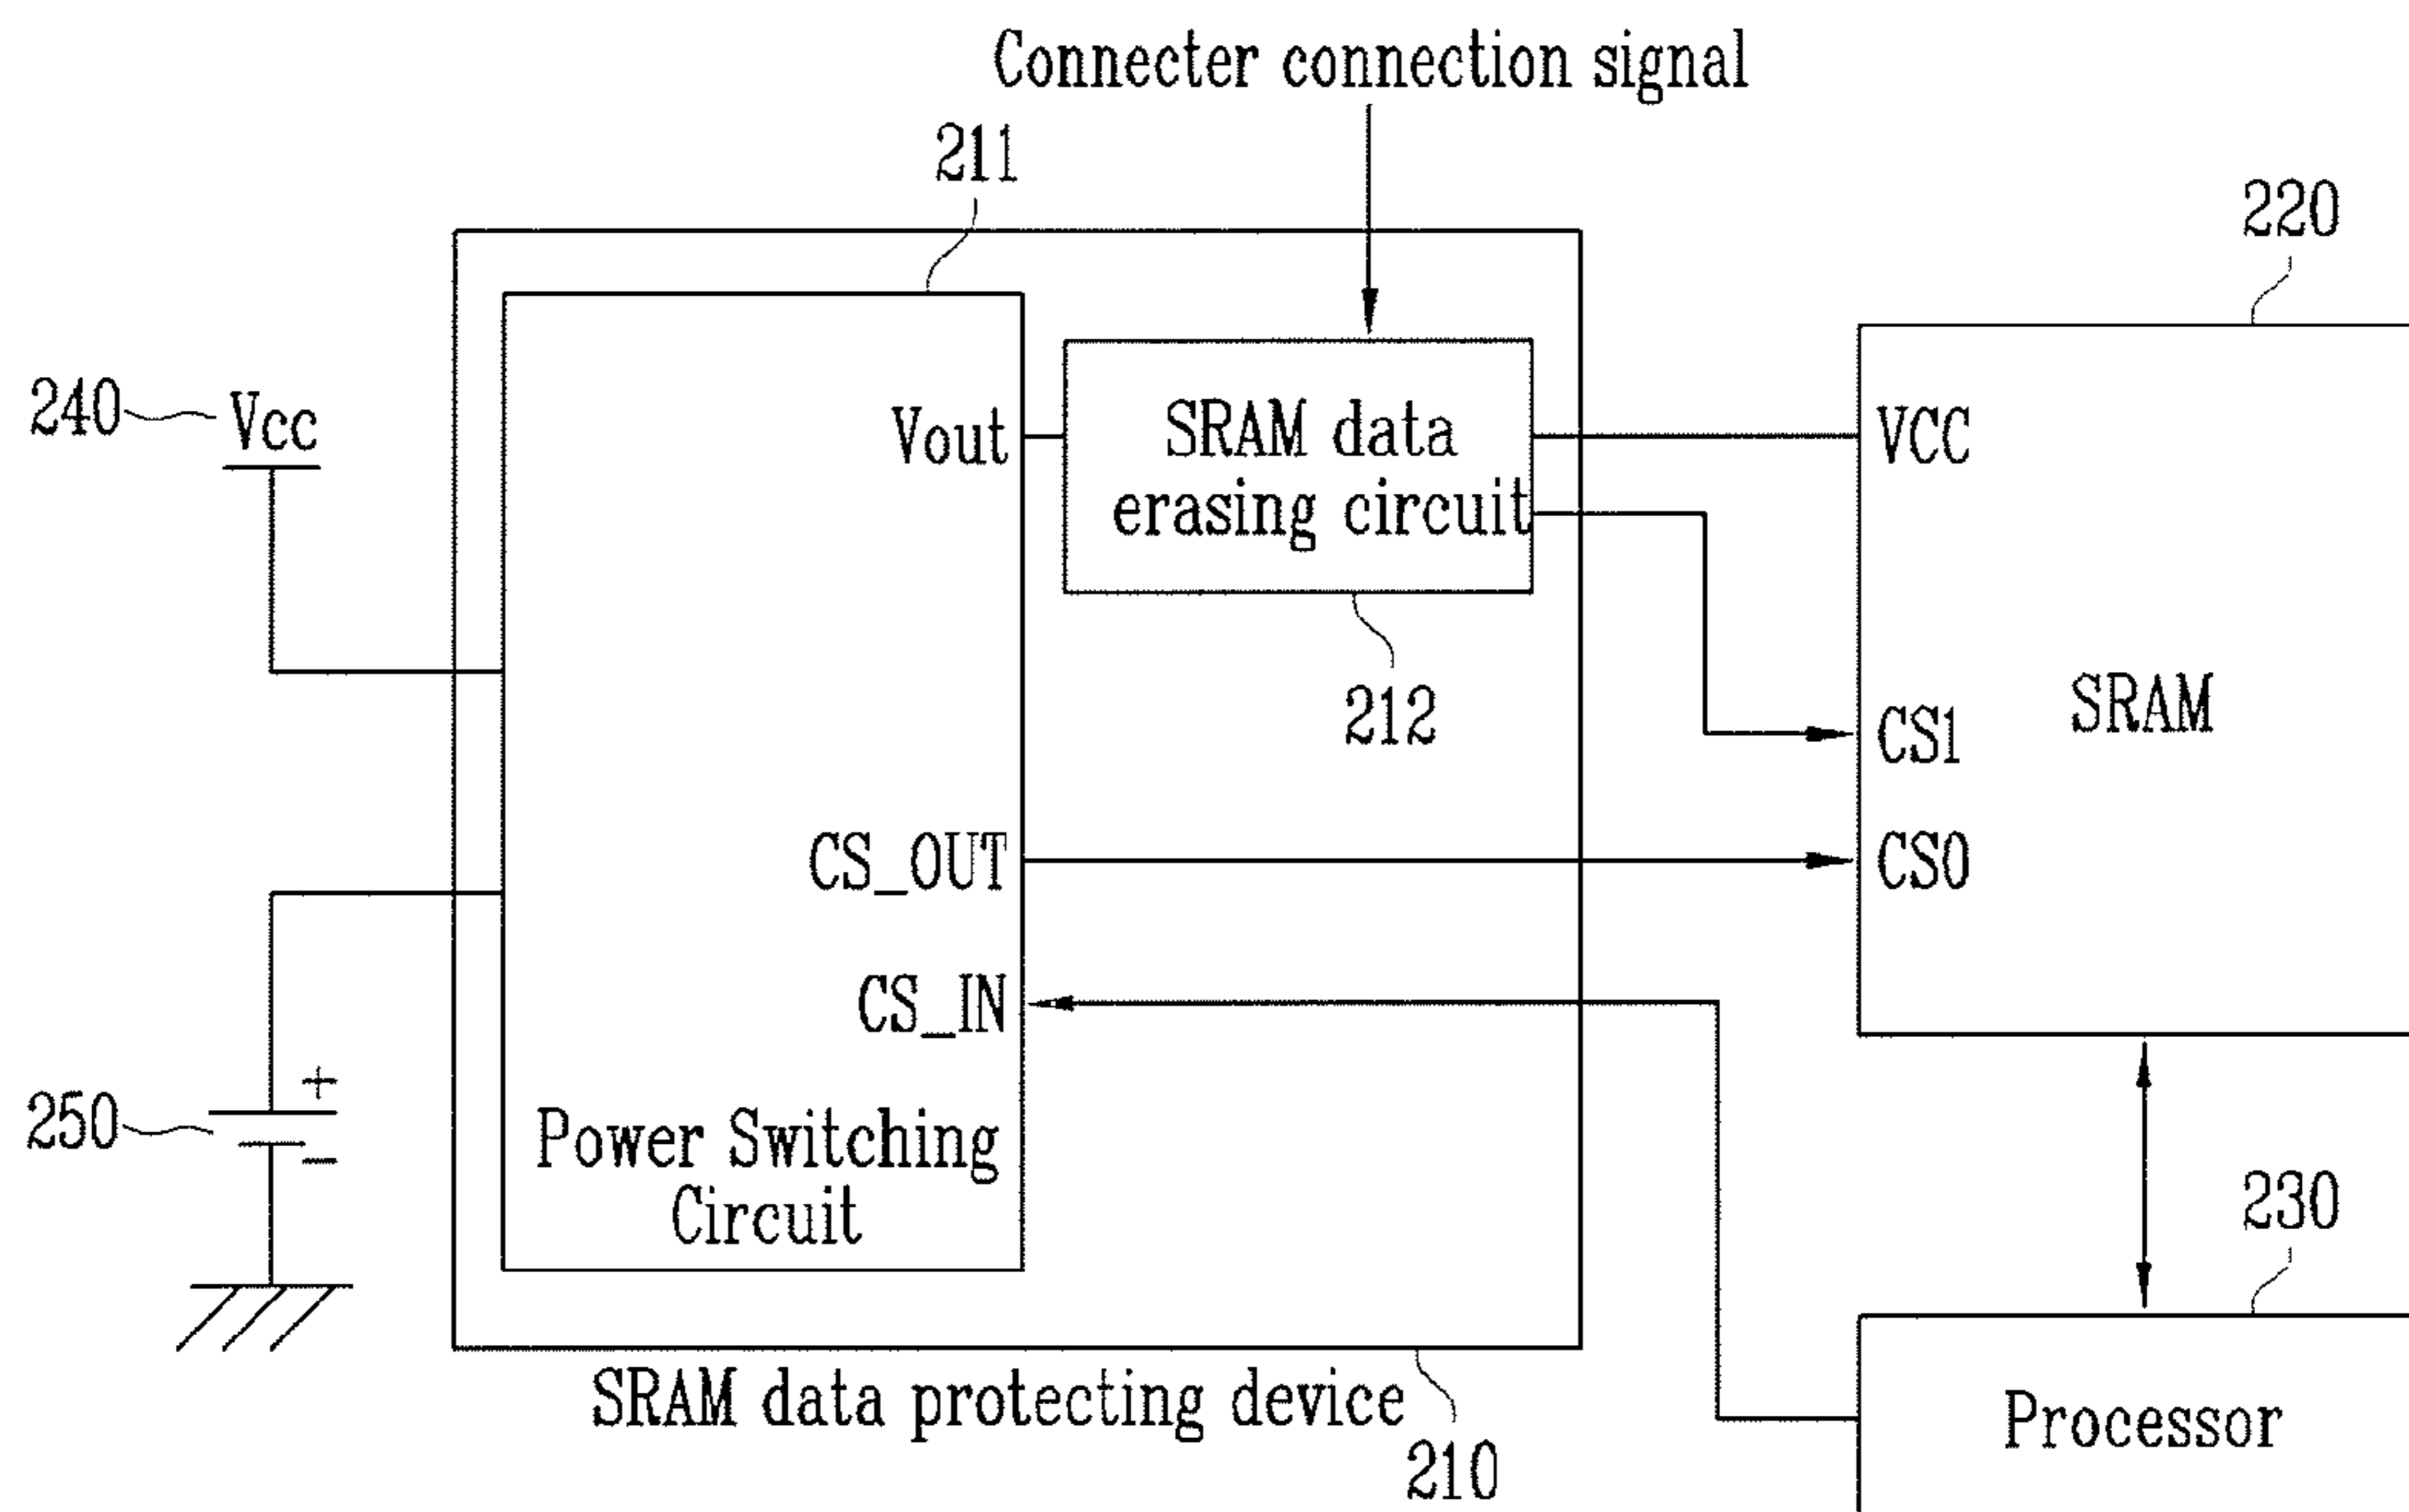 Connecter connection signal
211
220
240
Vcc
Vout
SRAM data
erasing circuit
VCC
212
SRAM
CS1
CS_OUT
CS0
CS_IN
+
250
−
Power Switching
Circuit
230
SRAM data protecting device
Processor
210